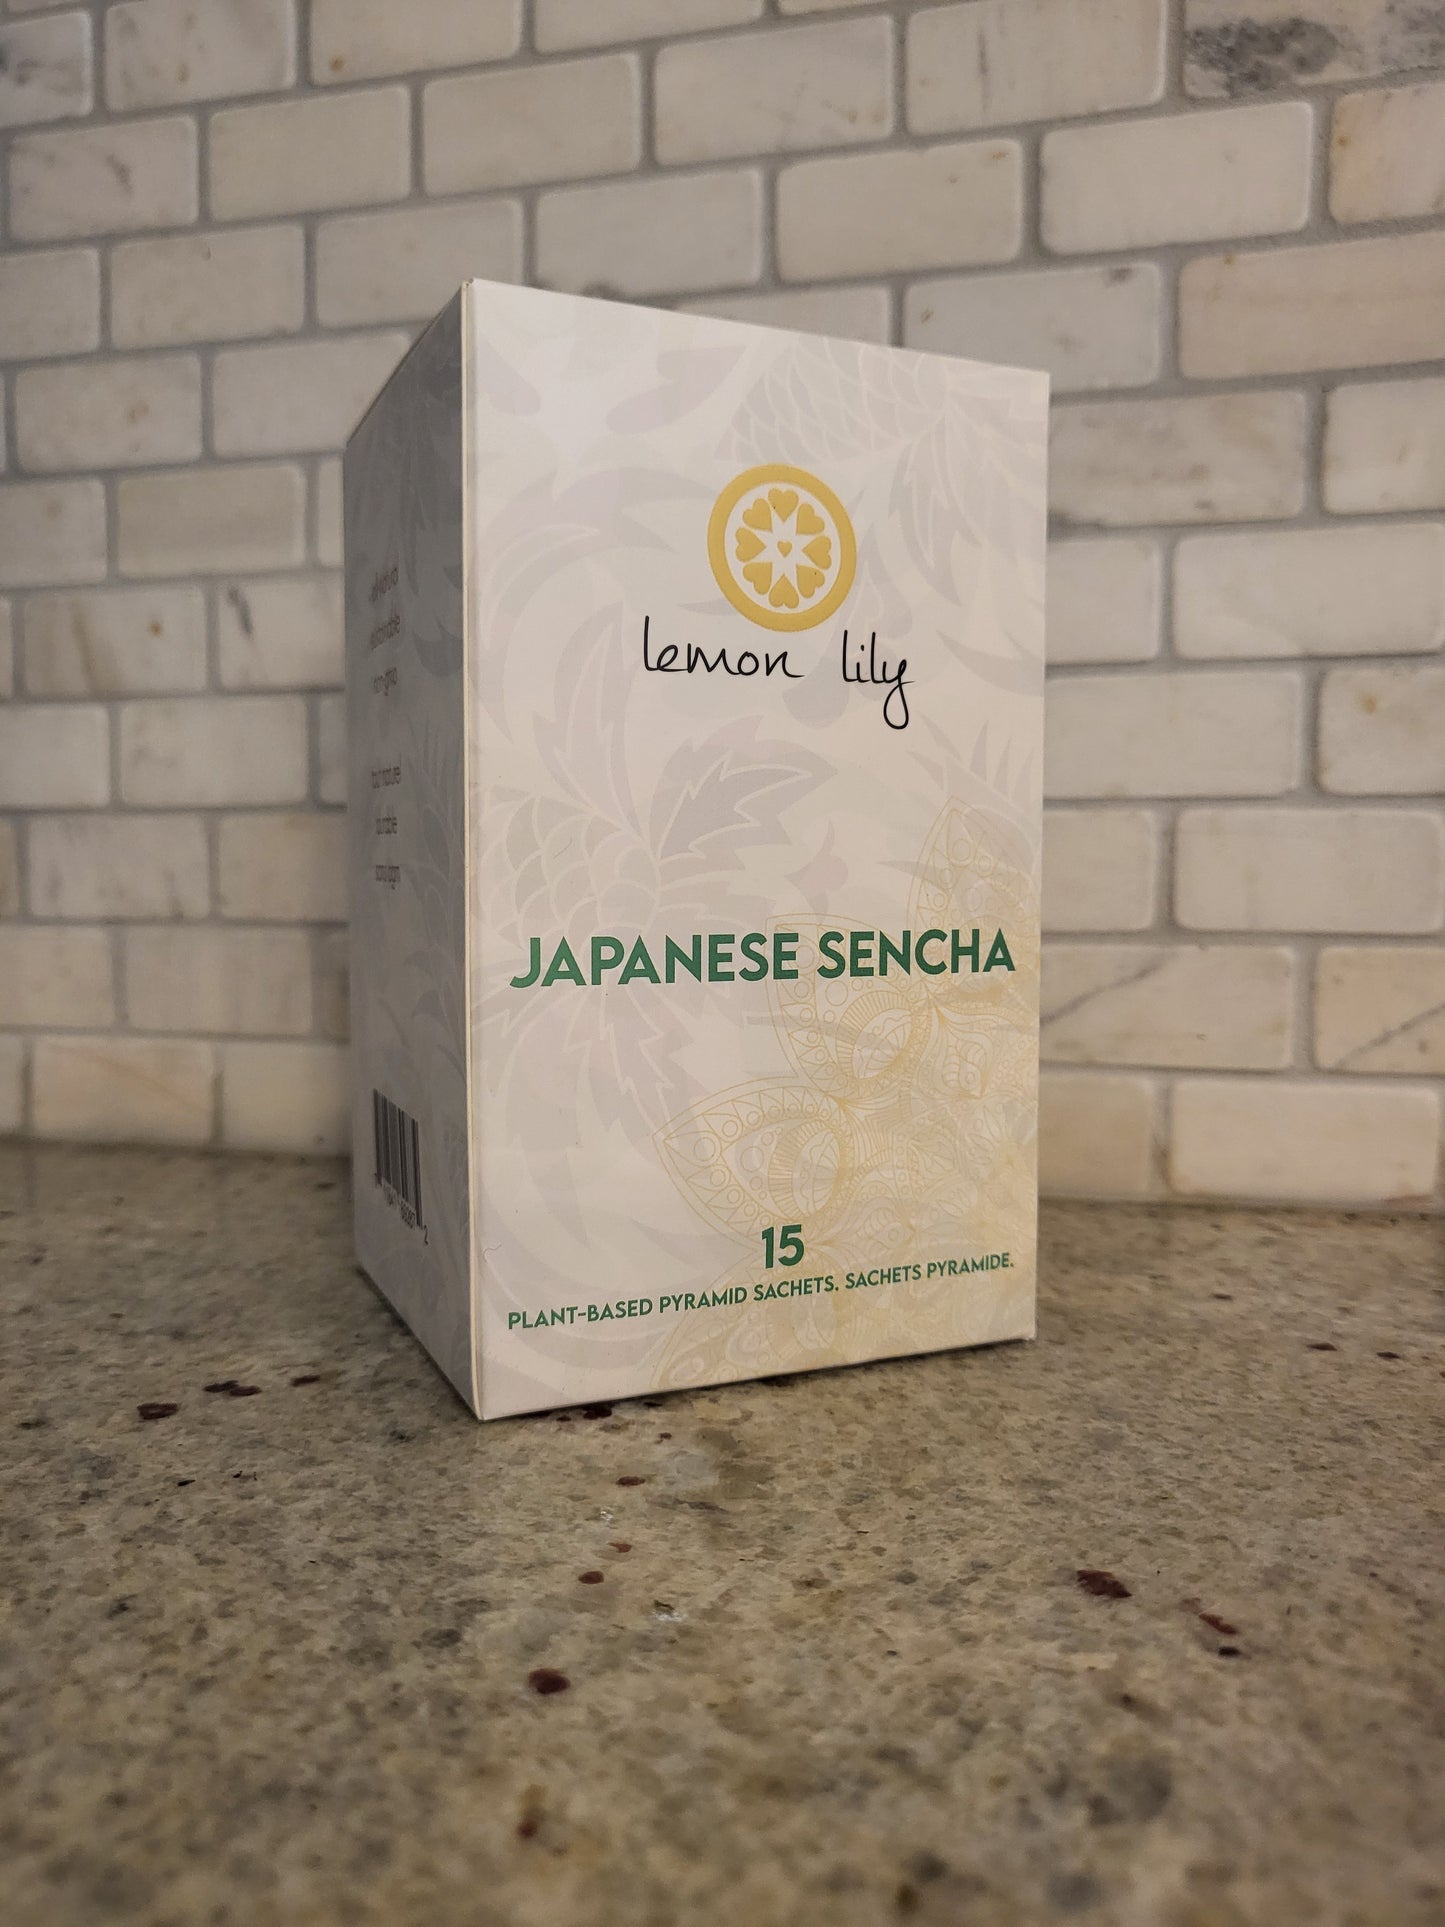 lemon lily
JAPANESE SENCHA
15
PLANT-BASED PYRAMID SACHETS. SACHETS PYRAMIDE.